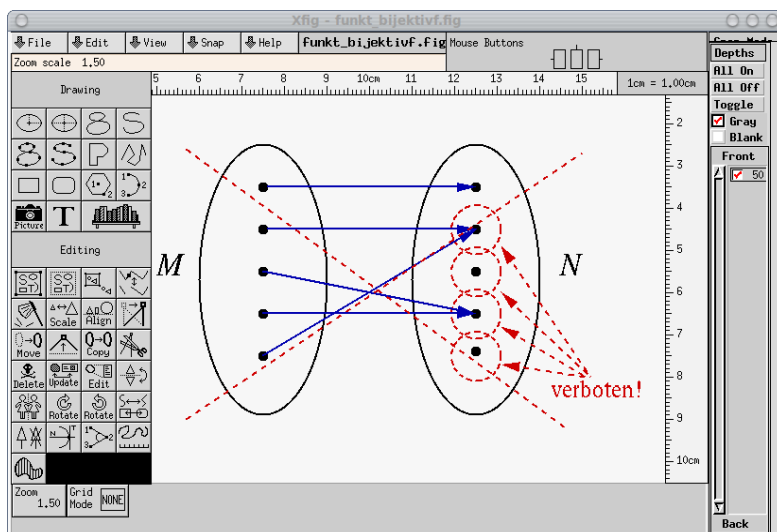 Xfig - funkt_bijektivf.fig
File Edit View Snap Help funkt_bijektivf.fig Mouse Buttons
Zoom scale 1.50
Drawing
5 6 7 8 9 10cm 11 12 13 14 15 1cm = 1.00cm
Depths
All On
All Off
Toggle
Gray
Blank
Front
50
Picture T
Editing
Scale Align
Move Copy
Delete Update Edit
Rotate Rotate
M N
verboten!
2
3
4
5
6
7
8
9
10cm
Zoom 1.50 Grid Mode NONE
Back